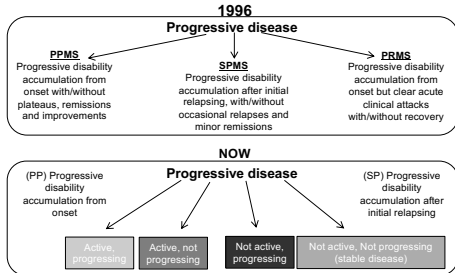 1996
Progressive disease
PPMS
Progressive disability
accumulation from
onset with/without
plateaus, remissions
and improvements
SPMS
Progressive disability
accumulation after initial
relapsing, with/without
occasional relapses and
minor remissions
PRMS
Progressive disability
accumulation from
onset but clear acute
clinical attacks
with/without recovery
NOW
Progressive disease
(PP) Progressive
disability
accumulation from
onset
(SP) Progressive
disability
accumulation after
initial relapsing
Active,
progressing
Active, not
progressing
Not active,
progressing
Not active, Not progressing
(stable disease)